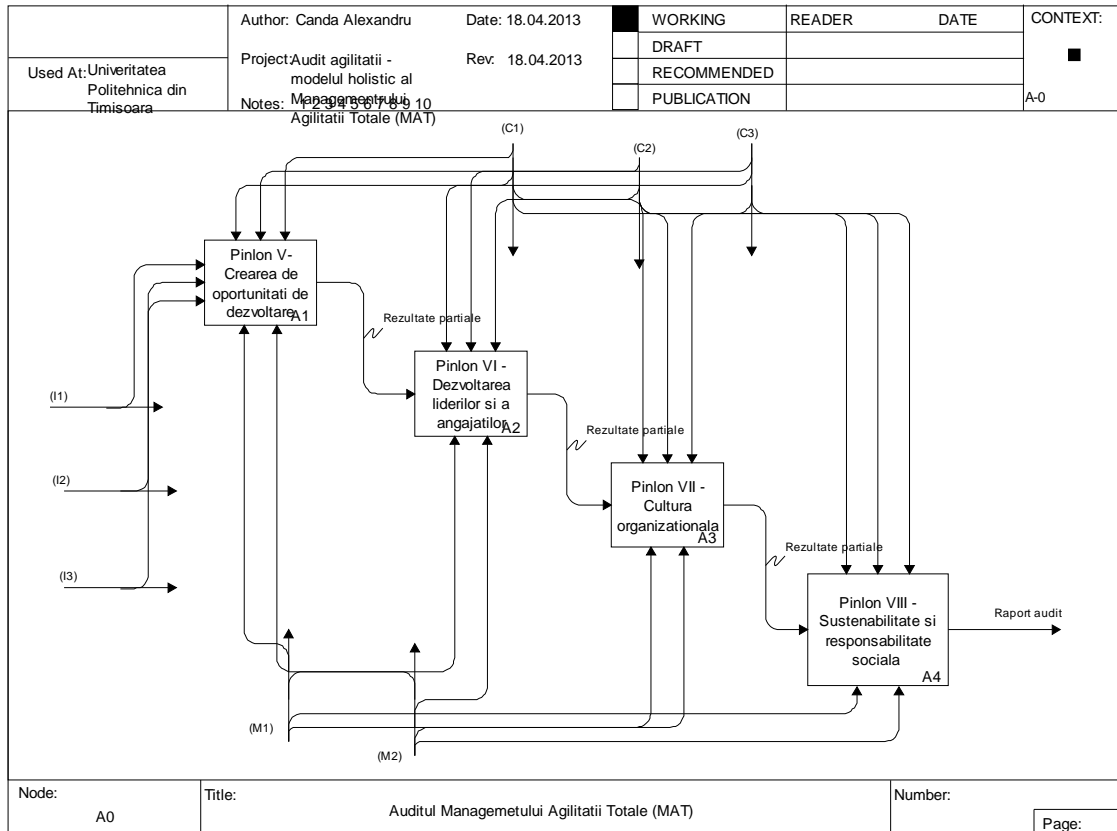 Used At:
Univeritatea
Politehnica din
Timisoara
Author: Canda Alexandru
Date: 18.04.2013
Project:
Audit agilitatii -
modelul holistic al
Managementrului
Agilitatii Totale (MAT)
Rev: 18.04.2013
Notes: 1 2 3 4 5 6 7 8 9 10
WORKING
DRAFT
RECOMMENDED
PUBLICATION
READER DATE
CONTEXT:
A-0
(C1)
(C2)
(C3)
Pinlon V-
Crearea de
oportunitati de
dezvoltare
A1
Rezultate partiale
Pinlon VI -
Dezvoltarea
liderilor si a
angajatilor
A2
(I1)
Rezultate partiale
(I2)
Pinlon VII -
Cultura
organizationala
A3
Rezultate partiale
(I3)
Pinlon VIII -
Sustenabilitate si
responsabilitate
sociala
A4
Raport audit
(M1)
(M2)
Node:
A0
Title:
Auditul Managemetului Agilitatii Totale (MAT)
Number:
Page: